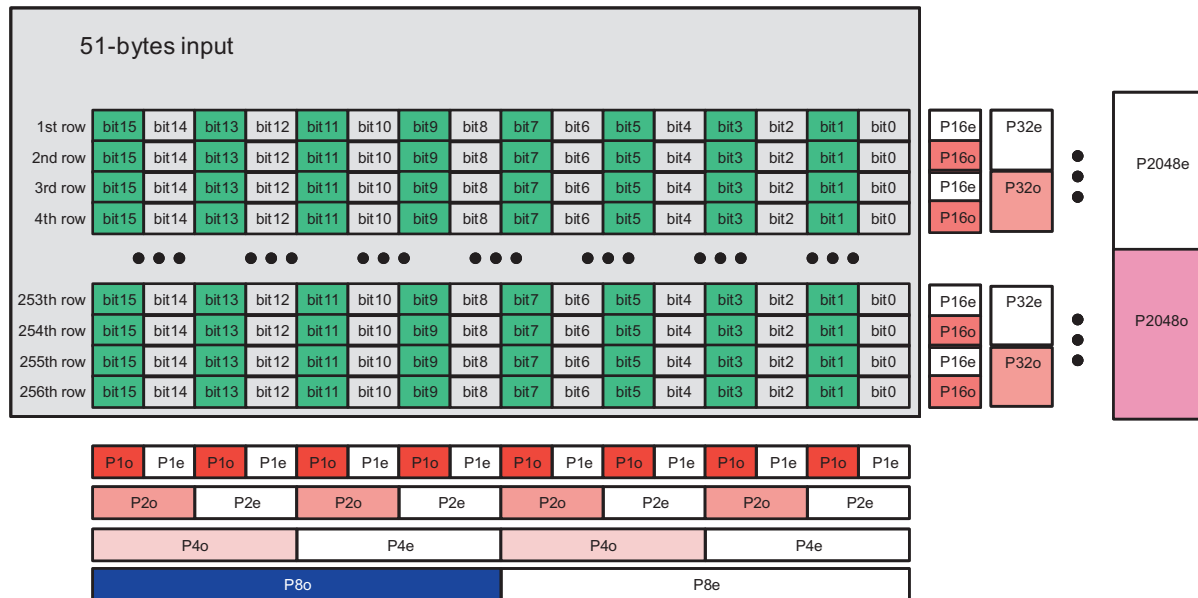 51-bytes input
1st row bit15 bit14 bit13 bit12 bit11 bit10 bit9 bit8 bit7 bit6 bit5 bit4 bit3 bit2 bit1 bit0 P16e P32e
2nd row bit15 bit14 bit13 bit12 bit11 bit10 bit9 bit8 bit7 bit6 bit5 bit4 bit3 bit2 bit1 bit0 P16o P2048e
3rd row bit15 bit14 bit13 bit12 bit11 bit10 bit9 bit8 bit7 bit6 bit5 bit4 bit3 bit2 bit1 bit0 P16e P32o
4th row bit15 bit14 bit13 bit12 bit11 bit10 bit9 bit8 bit7 bit6 bit5 bit4 bit3 bit2 bit1 bit0 P16o
253th row bit15 bit14 bit13 bit12 bit11 bit10 bit9 bit8 bit7 bit6 bit5 bit4 bit3 bit2 bit1 bit0 P16e P32e
254th row bit15 bit14 bit13 bit12 bit11 bit10 bit9 bit8 bit7 bit6 bit5 bit4 bit3 bit2 bit1 bit0 P16o P2048o
255th row bit15 bit14 bit13 bit12 bit11 bit10 bit9 bit8 bit7 bit6 bit5 bit4 bit3 bit2 bit1 bit0 P16e P32o
256th row bit15 bit14 bit13 bit12 bit11 bit10 bit9 bit8 bit7 bit6 bit5 bit4 bit3 bit2 bit1 bit0 P16o
P1o P1e P1o P1e P1o P1e P1o P1e P1o P1e P1o P1e P1o P1e P1o P1e
P2o P2e P2o P2e P2o P2e P2o P2e
P4o P4e P4o P4e
P8o P8e